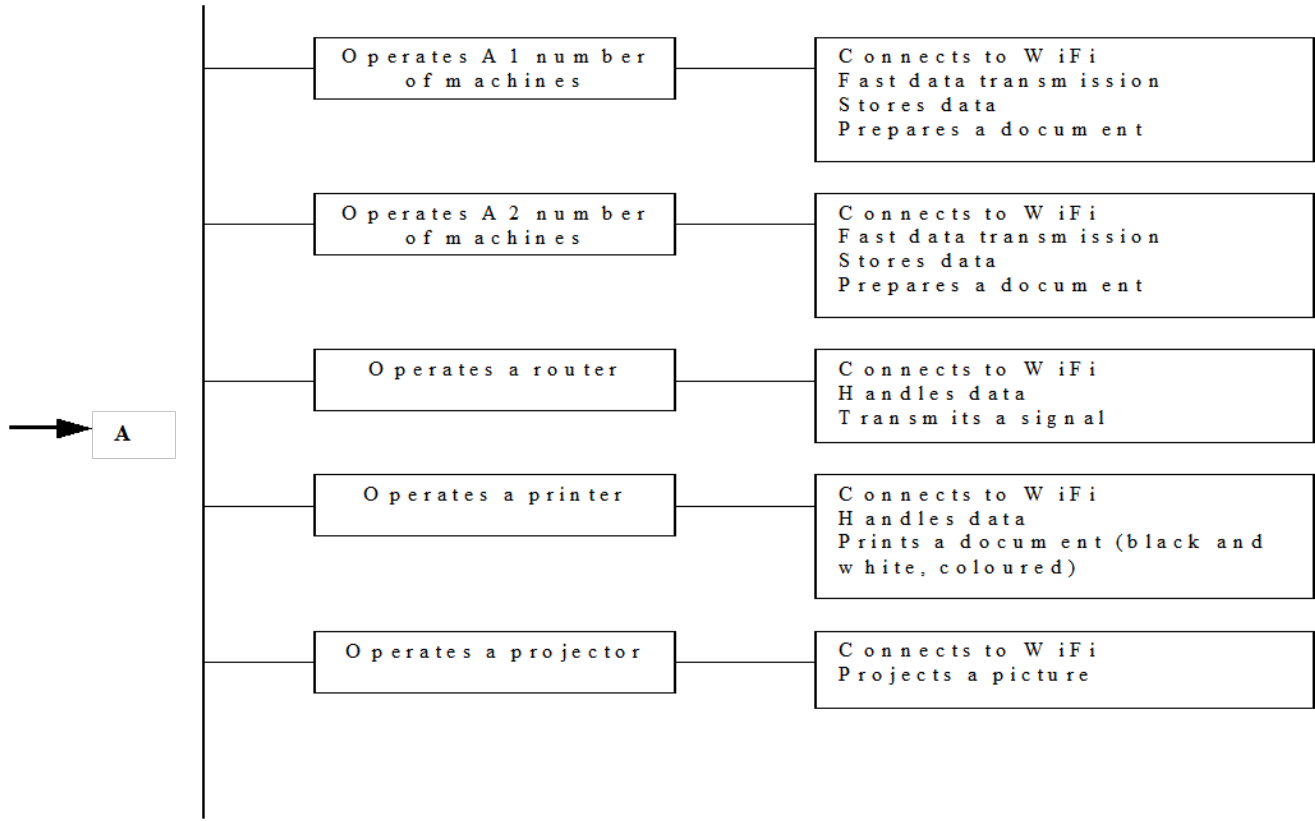 Operates A1 number
of machines
Connects to WiFi
Fast data transmission
Stores data
Prepares a document
Operates A2 number
of machines
Connects to WiFi
Fast data transmission
Stores data
Prepares a document
Operates a router
Connects to WiFi
Handles data
Transmits a signal
A
Operates a printer
Connects to WiFi
Handles data
Prints a document (black and
white, coloured)
Operates a projector
Connects to WiFi
Projects a picture